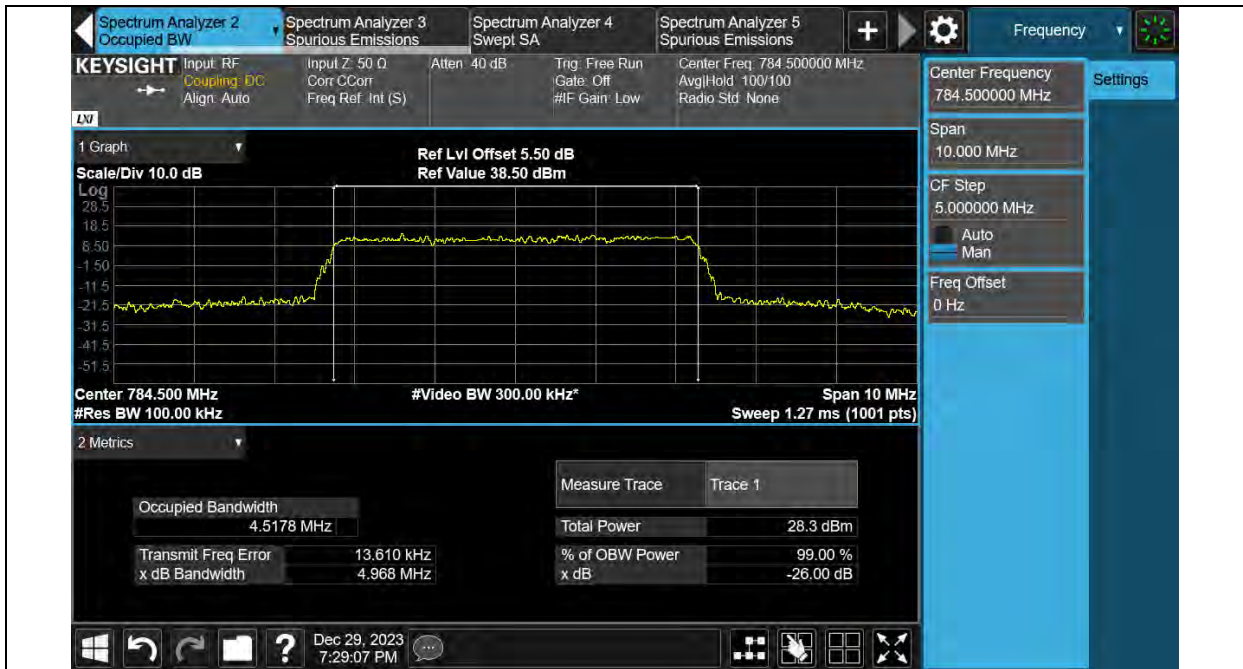 Spectrum Analyzer 2
Occupied BW
Spectrum Analyzer 3
Spurious Emissions
Spectrum Analyzer 4
Swept SA
Spectrum Analyzer 5
Spurious Emissions
+
Frequency
KEYSIGHT
Input: RF
Coupling: DC
Align: Auto
Input Z: 50 Ω
Corr CCorr
Freq Ref: Int (S)
Atten: 40 dB
Trig: Free Run
Gate: Off
#IF Gain: Low
Center Freq: 784.500000 MHz
Avg|Hold: 100/100
Radio Std: None
LXI
Center Frequency
784.500000 MHz
Settings
Span
10.000 MHz
CF Step
5.000000 MHz
Auto
Man
Freq Offset
0 Hz
1 Graph
Scale/Div 10.0 dB
Ref Lvl Offset 5.50 dB
Ref Value 38.50 dBm
Log
28.5
18.5
8.50
-1.50
-11.5
-21.5
-31.5
-41.5
-51.5
Center 784.500 MHz
#Video BW 300.00 kHz*
Span 10 MHz
#Res BW 100.00 kHz
Sweep 1.27 ms (1001 pts)
2 Metrics
Measure Trace Trace 1
Occupied Bandwidth
4.5178 MHz
Total Power 28.3 dBm
Transmit Freq Error 13.610 kHz
% of OBW Power 99.00 %
x dB Bandwidth 4.968 MHz
x dB -26.00 dB
?
Dec 29, 2023
7:29:07 PM